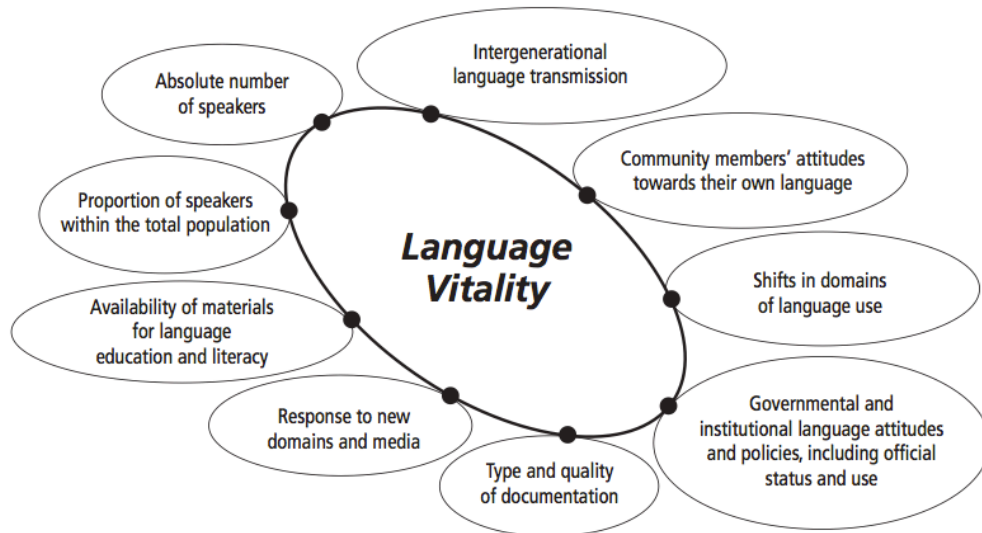 Intergenerational
language transmission
Absolute number
of speakers
Community members’ attitudes
towards their own language
Proportion of speakers
within the total population
Language
Vitality
Shifts in domains
of language use
Availability of materials
for language
education and literacy
Response to new
domains and media
Governmental and
institutional language attitudes
and policies, including official
status and use
Type and quality
of documentation